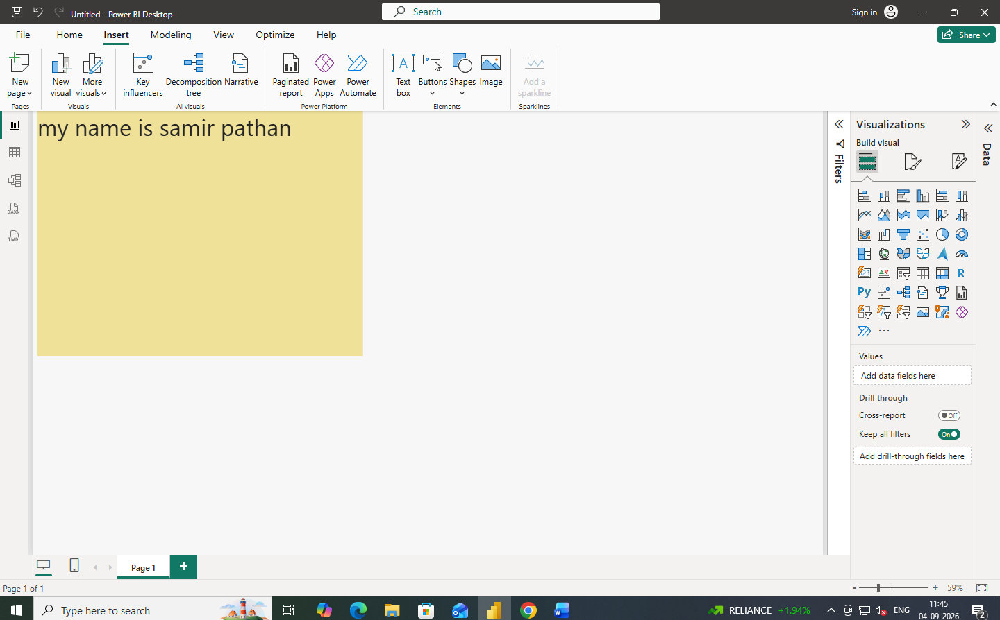 Untitled - Power BI Desktop
Search
Sign in
File Home Insert Modeling View Optimize Help
Share
New page
New visual
More visuals
Key influencers
Decomposition tree
Narrative
Paginated report
Power Apps
Power Automate
Text box
Buttons
Shapes
Image
Add a sparkline
Pages
Visuals
AI visuals
Power Platform
Elements
Sparklines
my name is samir pathan
DAX
TMDL
Filters
Visualizations
Build visual
Data
123
R
Py
Values
Add data fields here
Drill through
Cross-report
Off
Keep all filters
On
Add drill-through fields here
Page 1
Page 1 of 1
- + 59%
Type here to search
RELIANCE +1.94%
ENG
11:45
04-09-2026
2